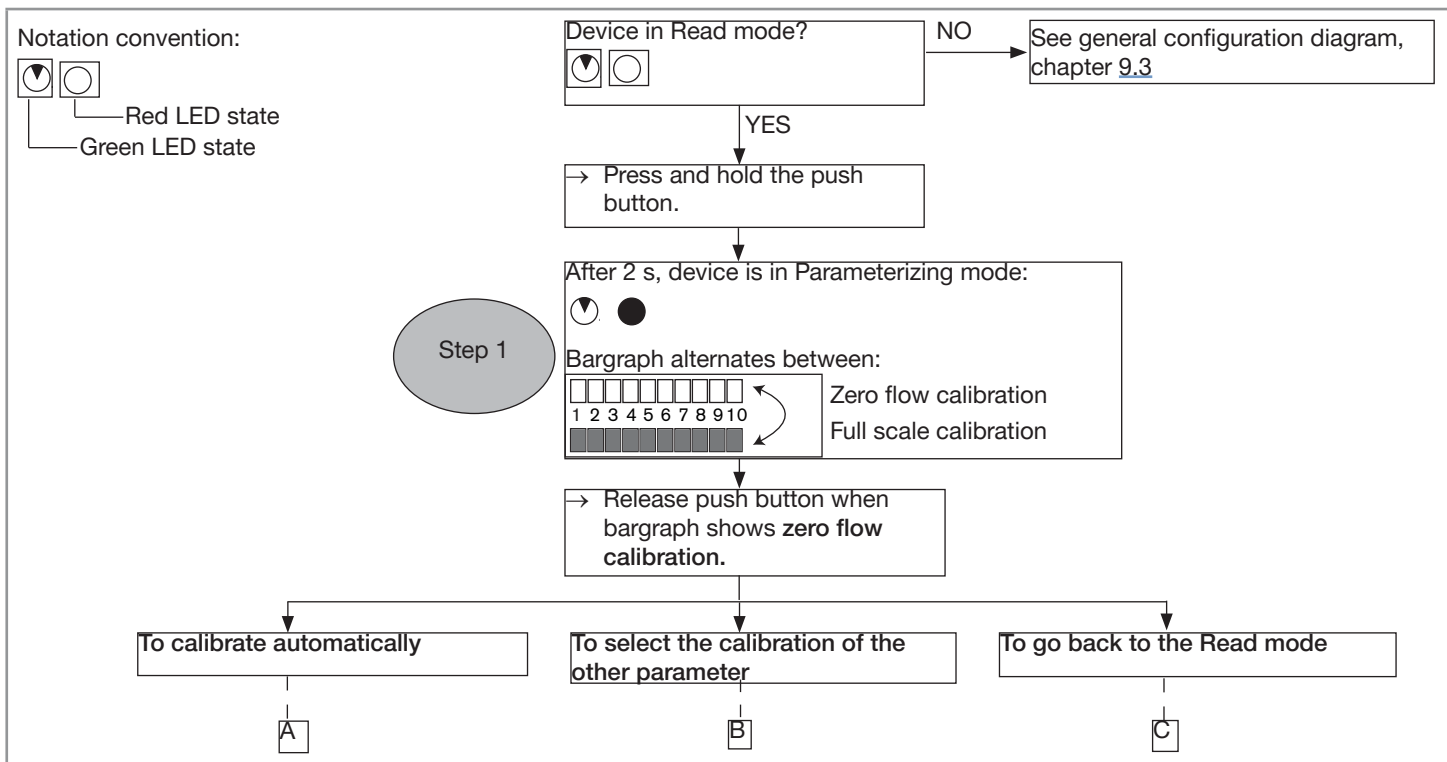 Notation convention:
Red LED state
Green LED state
Device in Read mode?
NO
See general configuration diagram,
chapter 9.3
YES
→ Press and hold the push
button.
After 2 s, device is in Parameterizing mode:
Step 1
Bargraph alternates between:
Zero flow calibration
1 2 3 4 5 6 7 8 9 10
Full scale calibration
→ Release push button when
bargraph shows zero flow
calibration.
To calibrate automatically
To select the calibration of the
other parameter
To go back to the Read mode
A
B
C